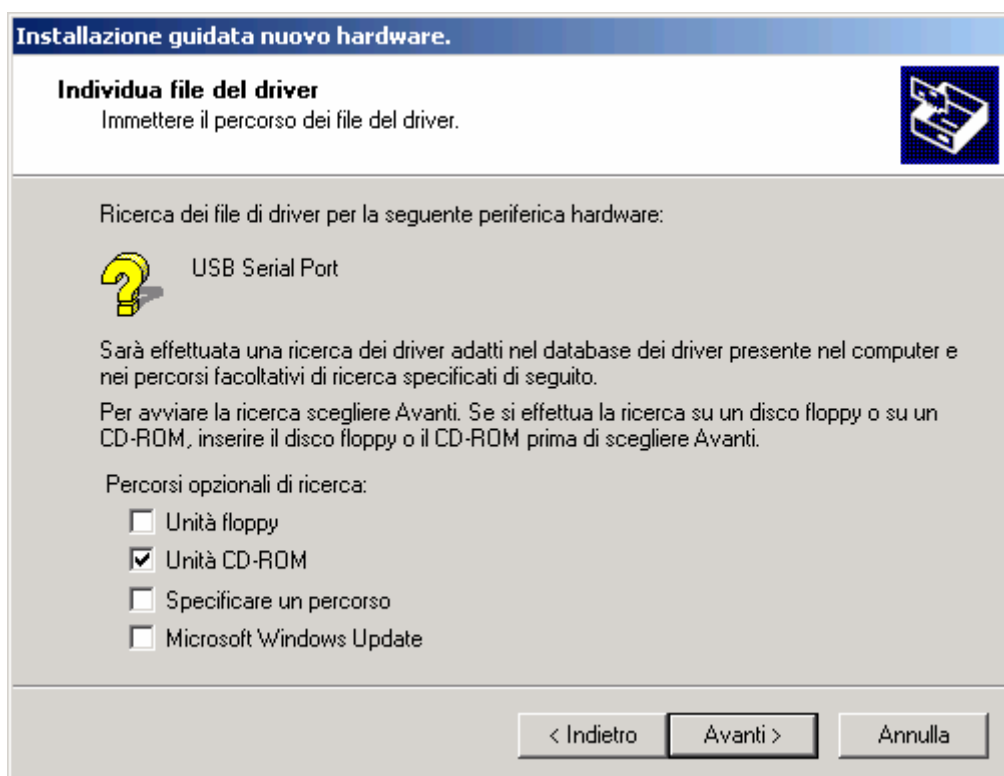 Installazione guidata nuovo hardware.
Individua file del driver
Immettere il percorso dei file del driver.
Ricerca dei file di driver per la seguente periferica hardware:
USB Serial Port
Sarà effettuata una ricerca dei driver adatti nel database dei driver presente nel computer e
nei percorsi facoltativi di ricerca specificati di seguito.
Per avviare la ricerca scegliere Avanti. Se si effettua la ricerca su un disco floppy o su un
CD-ROM, inserire il disco floppy o il CD-ROM prima di scegliere Avanti.
Percorsi opzionali di ricerca:
Unità floppy
Unità CD-ROM
Specificare un percorso
Microsoft Windows Update
< Indietro
Avanti >
Annulla